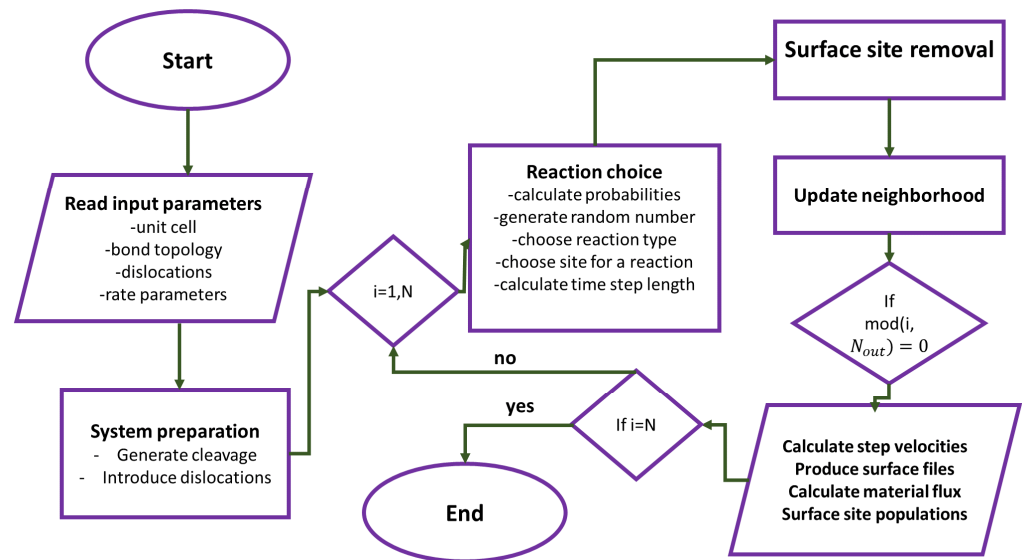 Start
Read input parameters
-unit cell
-bond topology
-dislocations
-rate parameters
System preparation
- Generate cleavage
- Introduce dislocations
i=1,N
Reaction choice
-calculate probabilities
-generate random number
-choose reaction type
-choose site for a reaction
-calculate time step length
Surface site removal
Update neighborhood
If
mod(i,
N_{out}) = 0
Calculate step velocities
Produce surface files
Calculate material flux
Surface site populations
If i=N
no
yes
End